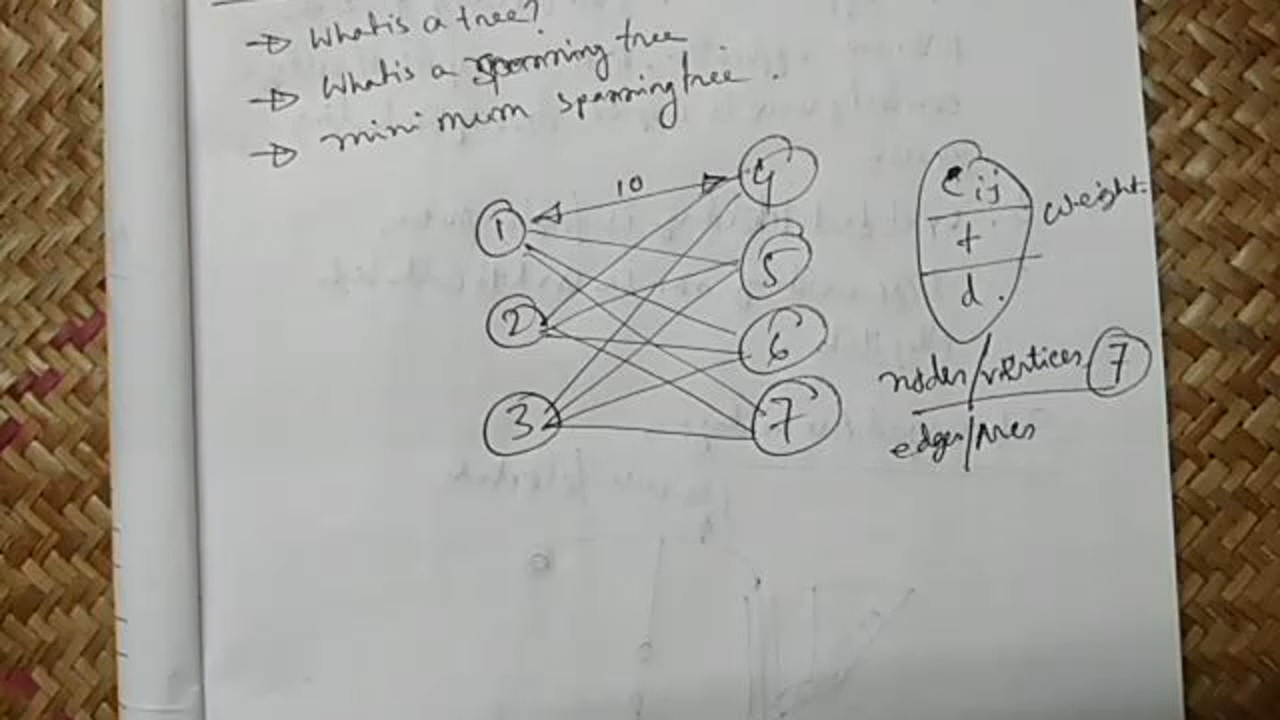 → What is a tree?
→ What is a spanning tree
→ minimum spanning tree.
10
1
2
3
4
5
6
7
Cij
t
d.
weight
nodes/vertices 7
edges/Arcs